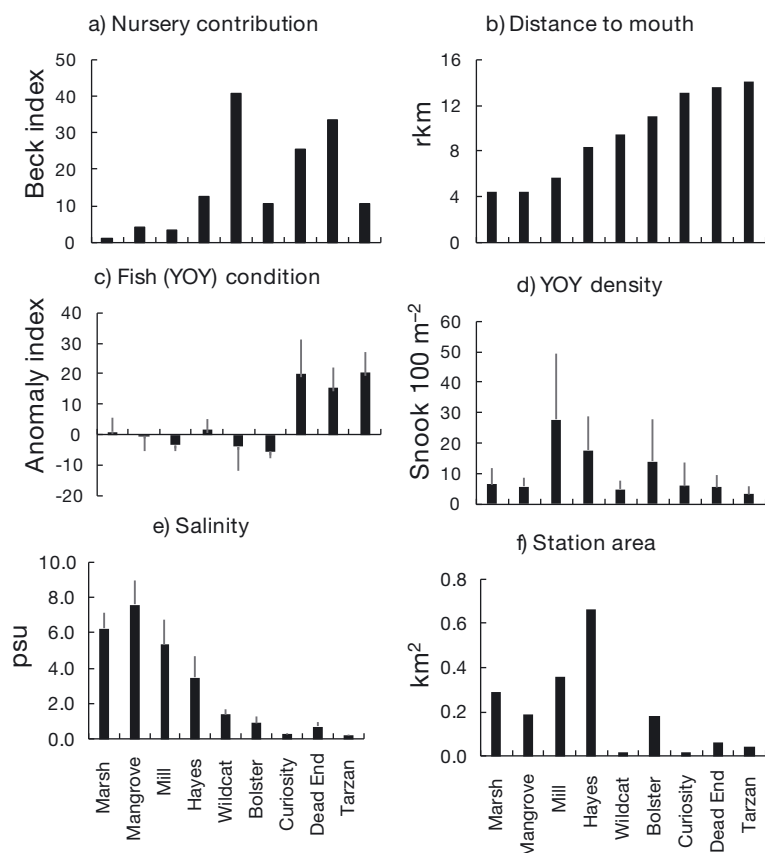 a) Nursery contribution
Beck index
50
40
30
20
10
0
b) Distance to mouth
rkm
16
12
8
4
0
c) Fish (YOY) condition
Anomaly index
40
30
20
10
0
-10
-20
d) YOY density
Snook 100 m⁻²
60
50
40
30
20
10
0
e) Salinity
psu
10.0
8.0
6.0
4.0
2.0
0.0
Marsh
Mangrove
Mill
Hayes
Wildcat
Bolster
Curiosity
Dead End
Tarzan
f) Station area
km²
0.8
0.6
0.4
0.2
0.0
Marsh
Mangrove
Mill
Hayes
Wildcat
Bolster
Curiosity
Dead End
Tarzan